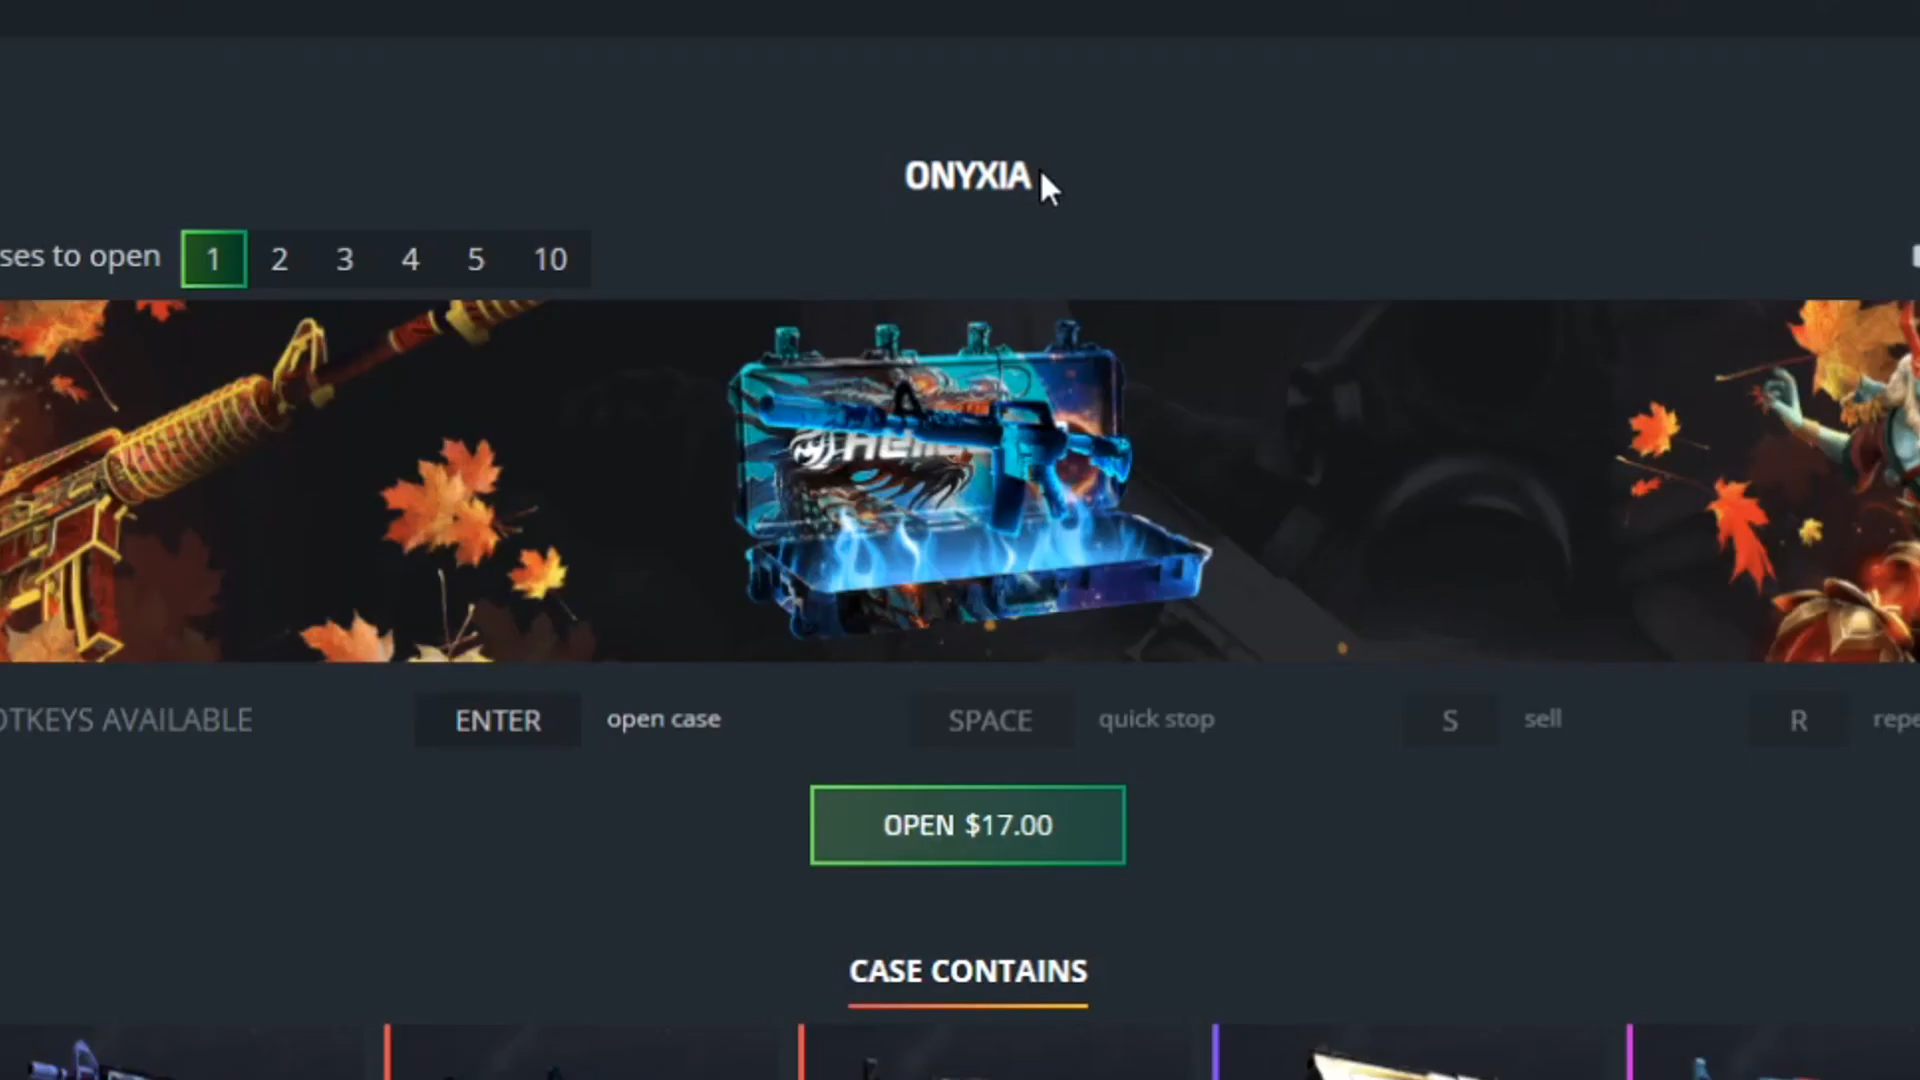 ONYXIA
ses to open 1 2 3 4 5 10
OTKEYS AVAILABLE ENTER open case SPACE quick stop S sell R repe
OPEN $17.00
CASE CONTAINS